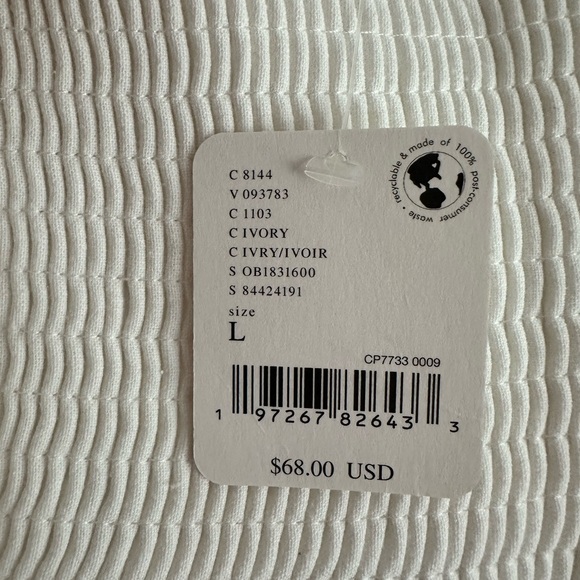 recyclable & made of 100% post-consumer waste •
C 8144
V 093783
C 1103
C IVORY
C IVRY/IVOIR
S OB1831600
S 84424191
size
L
CP7733 0009
1 97267 82643 3
$68.00 USD